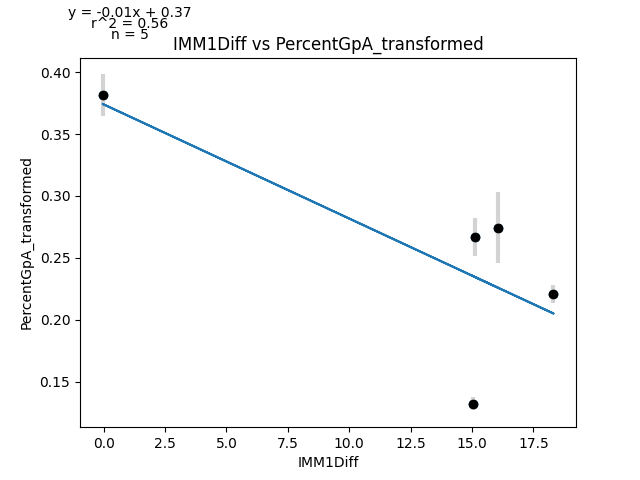 y = -0.01x + 0.37
r^2 = 0.56
n = 5
IMM1Diff vs PercentGpA_transformed
PercentGpA_transformed
0.40
0.35
0.30
0.25
0.20
0.15
0.0 2.5 5.0 7.5 10.0 12.5 15.0 17.5
IMM1Diff